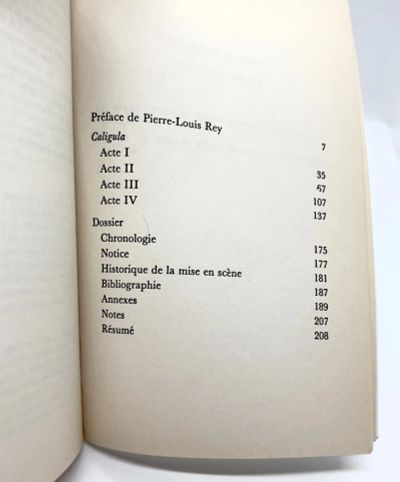 Préface de Pierre-Louis Rey 7
Caligula
Acte I 35
Acte II 67
Acte III 107
Acte IV 137
Dossier
Chronologie 175
Notice 177
Historique de la mise en scène 181
Bibliographie 187
Annexes 189
Notes 207
Résumé 208